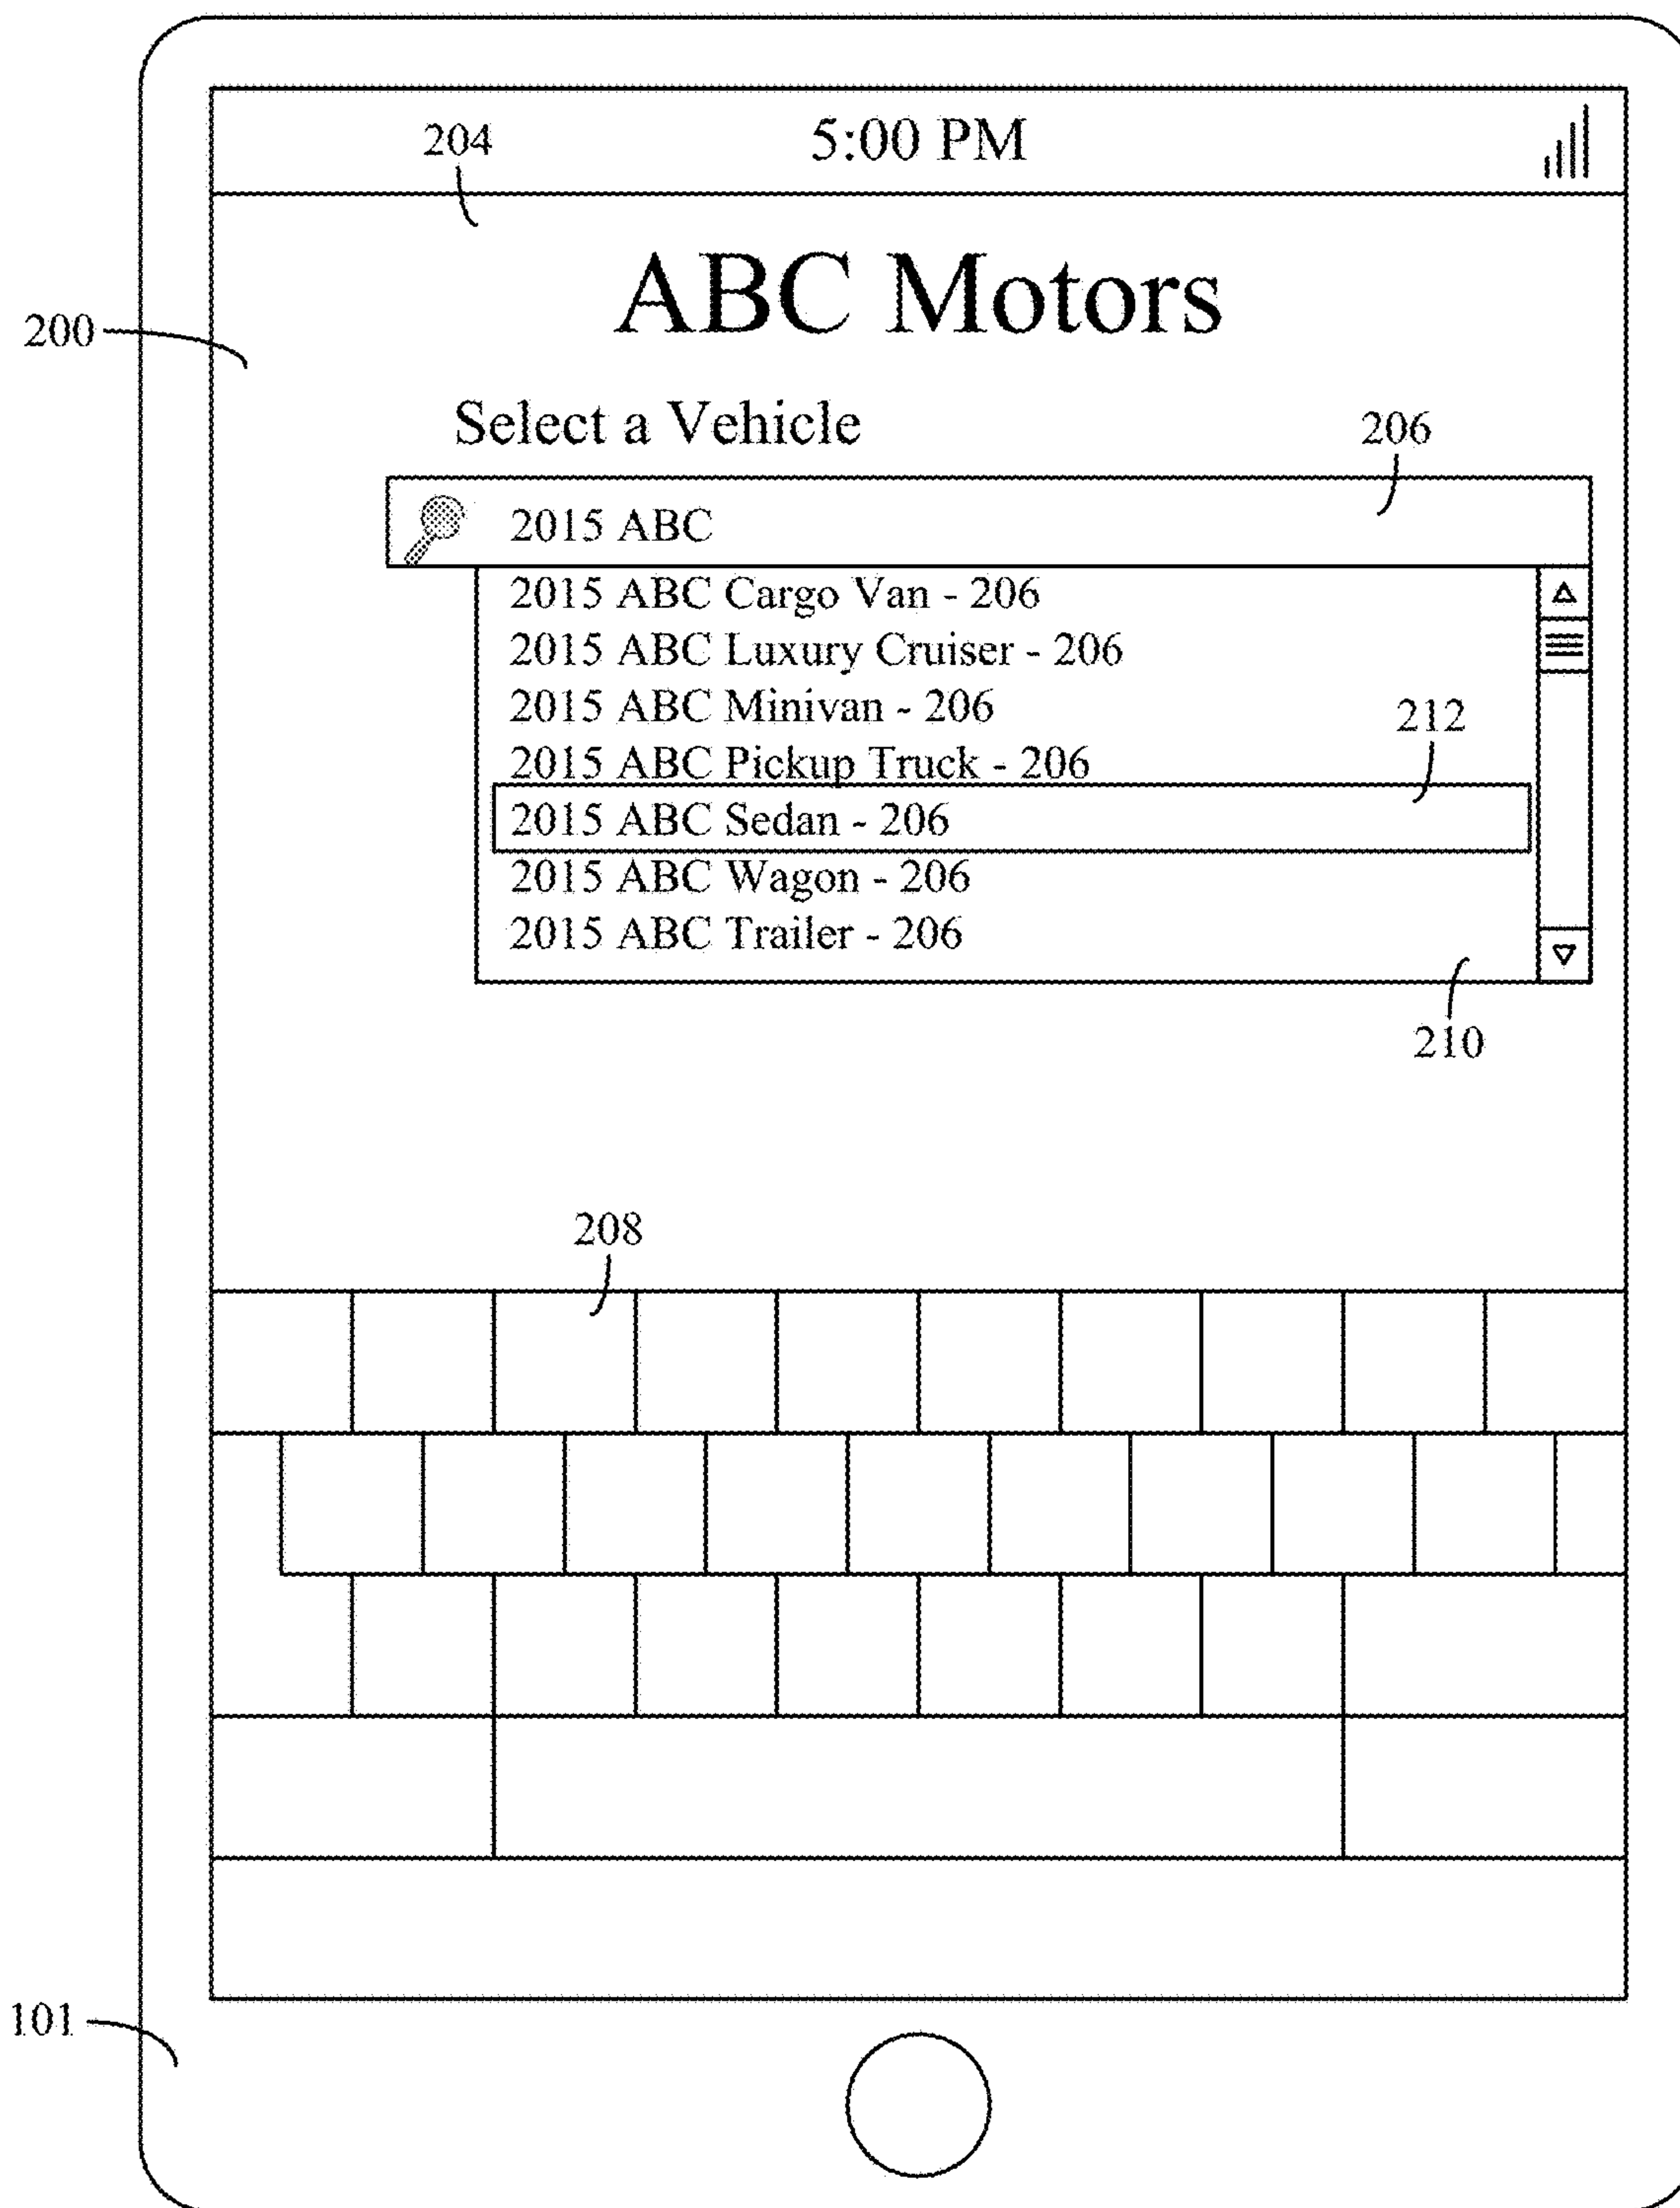 5:00 PM
204
ABC Motors
200
Select a Vehicle
206
2015 ABC
2015 ABC Cargo Van - 206
2015 ABC Luxury Cruiser - 206
2015 ABC Minivan - 206
212
2015 ABC Pickup Truck - 206
2015 ABC Sedan - 206
2015 ABC Wagon - 206
2015 ABC Trailer - 206
210
208
101